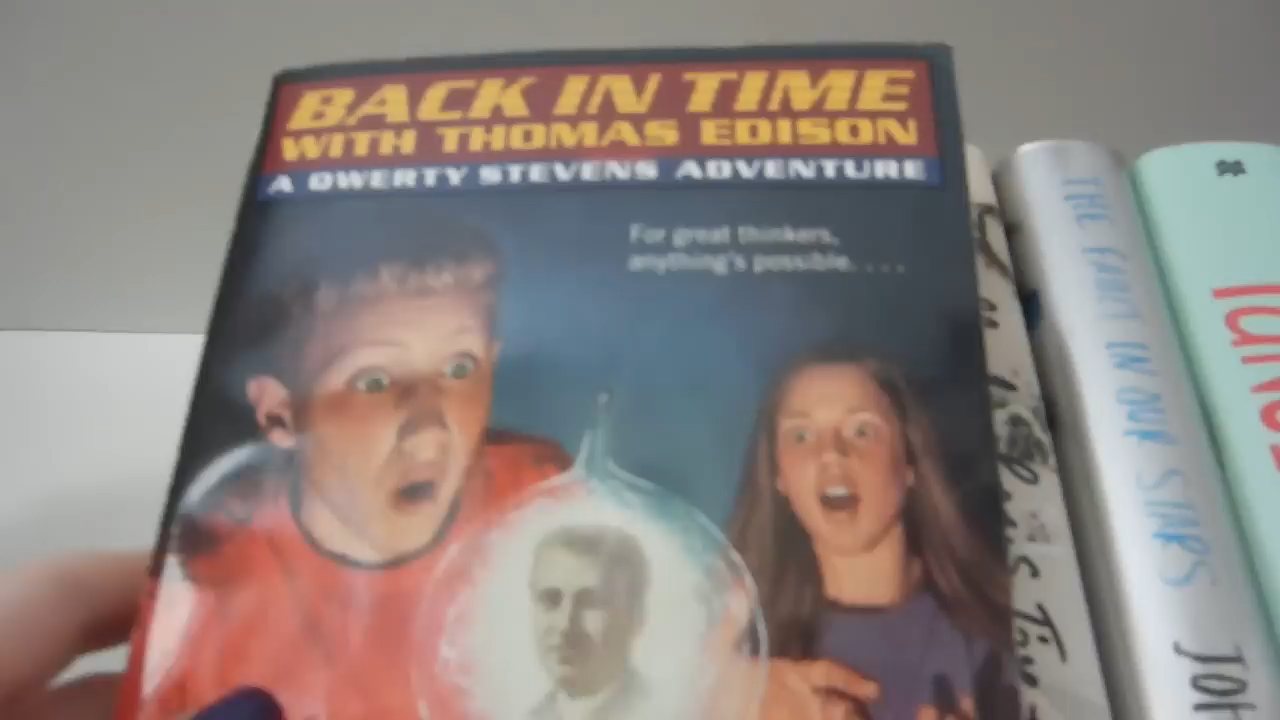 BACK IN TIME
WITH THOMAS EDISON
A QWERTY STEVENS ADVENTURE
For great thinkers,
anything's possible. . . .
THE FAULT IN OUR STARS
JOH